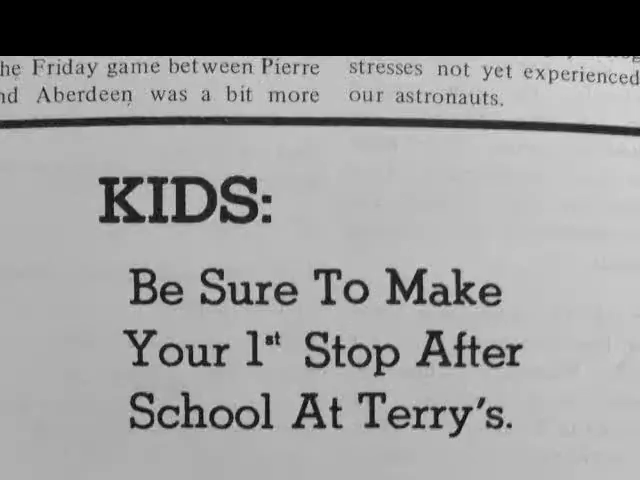 he Friday game between Pierre
nd Aberdeen was a bit more
stresses not yet experienced
our astronauts.
KIDS:
Be Sure To Make
Your 1st Stop After
School At Terry's.